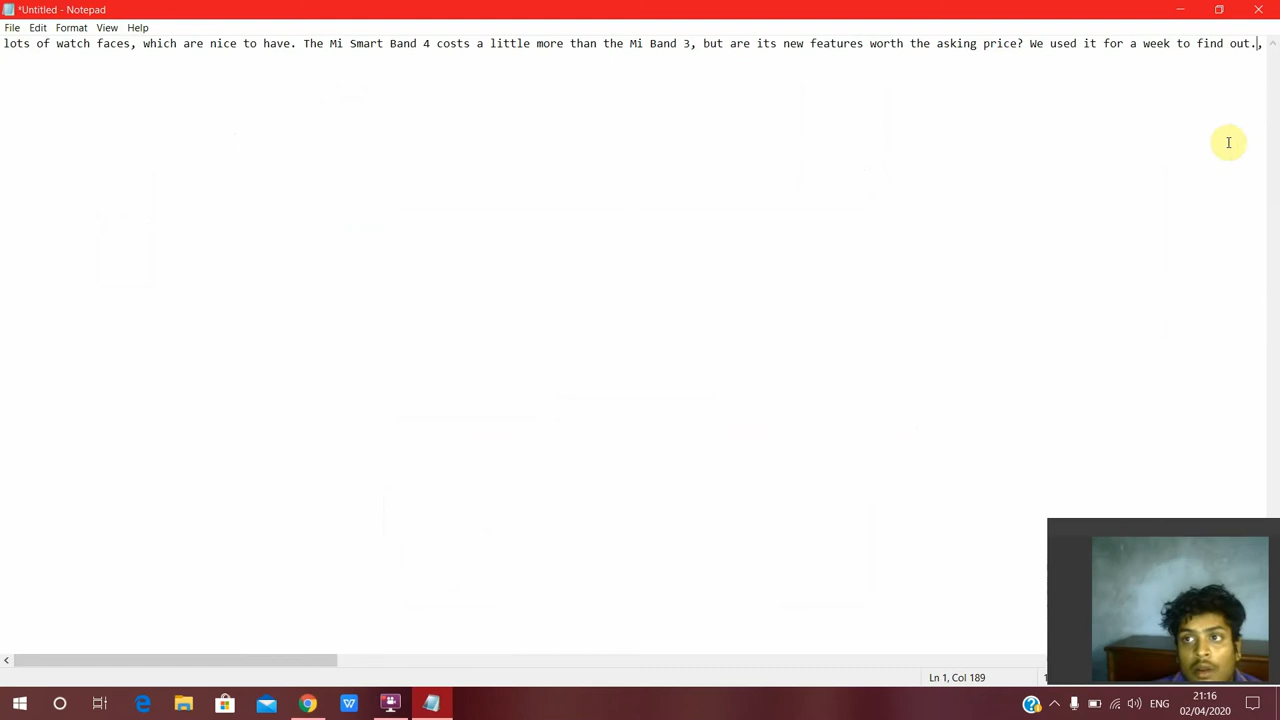 *Untitled - Notepad
File Edit Format View Help
lots of watch faces, which are nice to have. The Mi Smart Band 4 costs a little more than the Mi Band 3, but are its new features worth the asking price? We used it for a week to find out.,
Ln 1, Col 189
ENG
21:16
02/04/2020